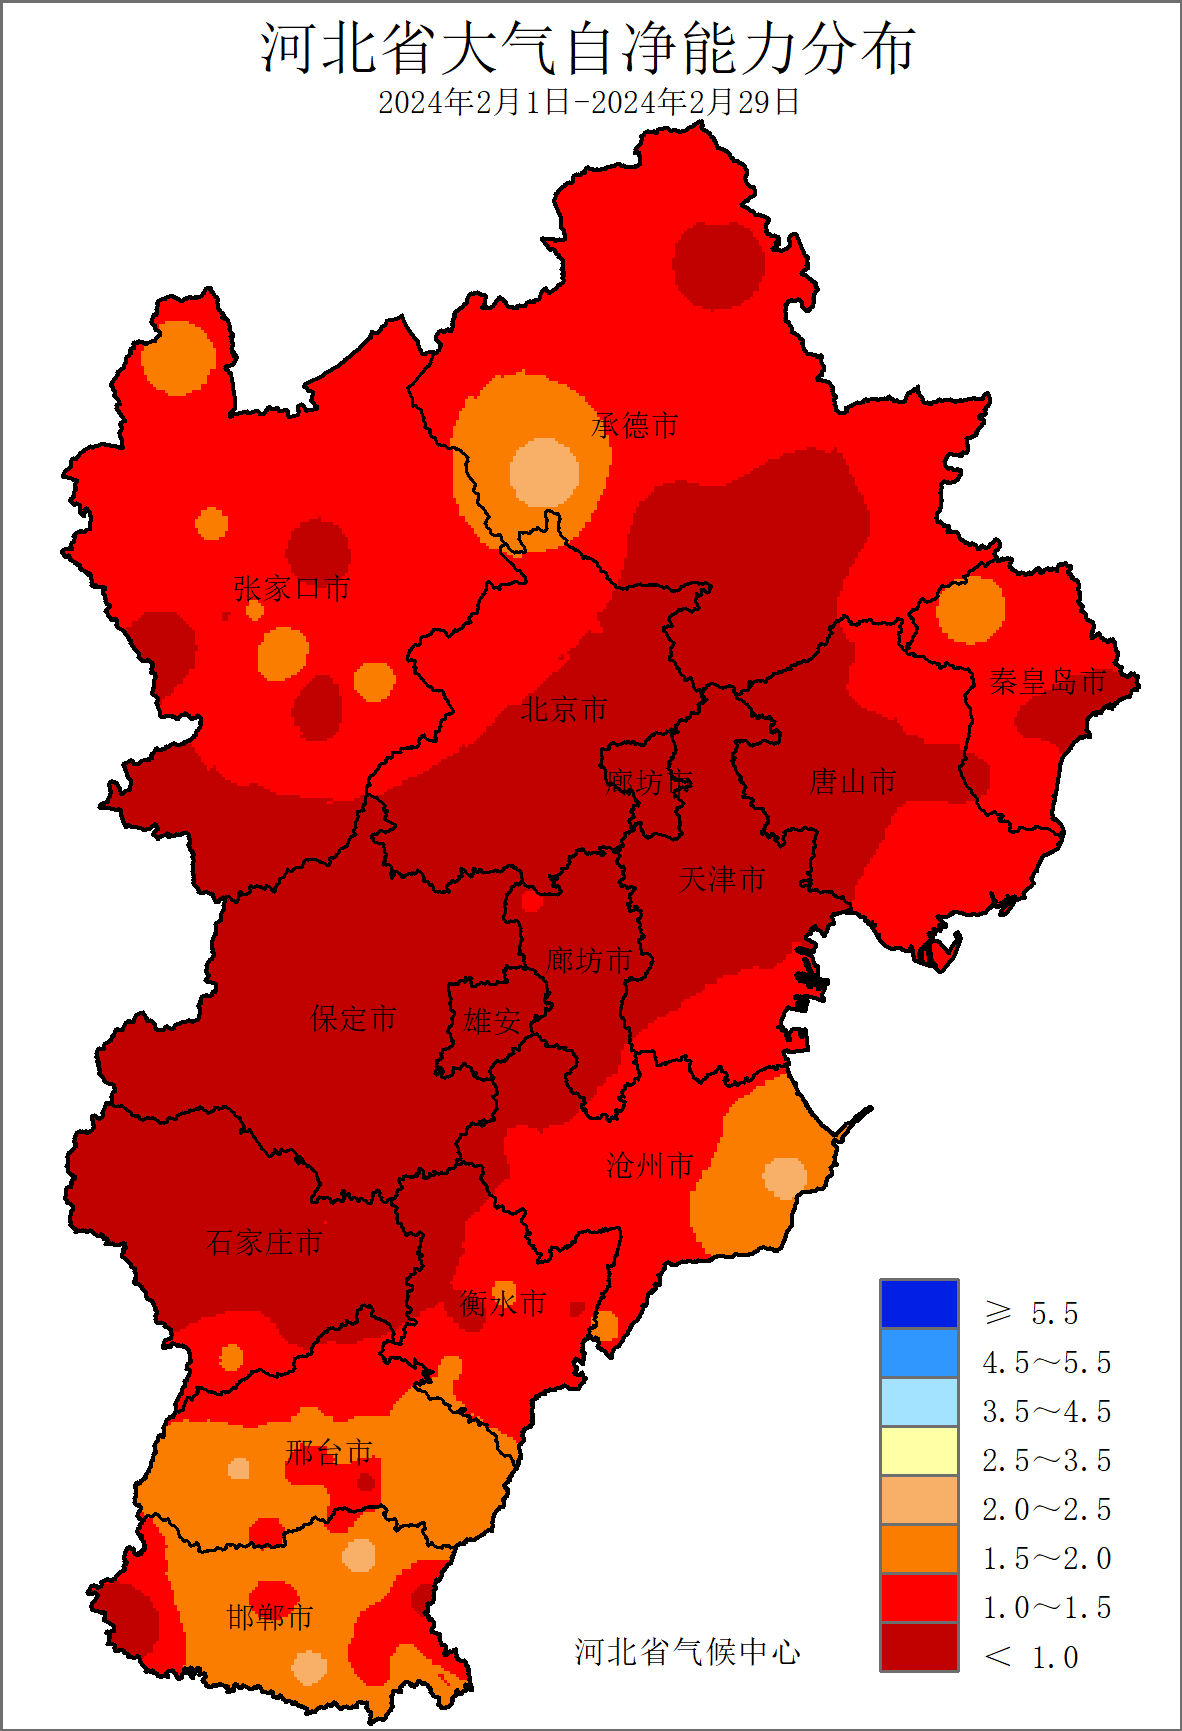 河北省大气自净能力分布
2024年2月1日-2024年2月29日
承德市
张家口市
秦皇岛市
北京市
廊坊市
唐山市
天津市
廊坊市
保定市
雄安
沧州市
石家庄市
衡水市
邢台市
邯郸市
≥ 5.5
4.5～5.5
3.5～4.5
2.5～3.5
2.0～2.5
1.5～2.0
1.0～1.5
< 1.0
河北省气候中心